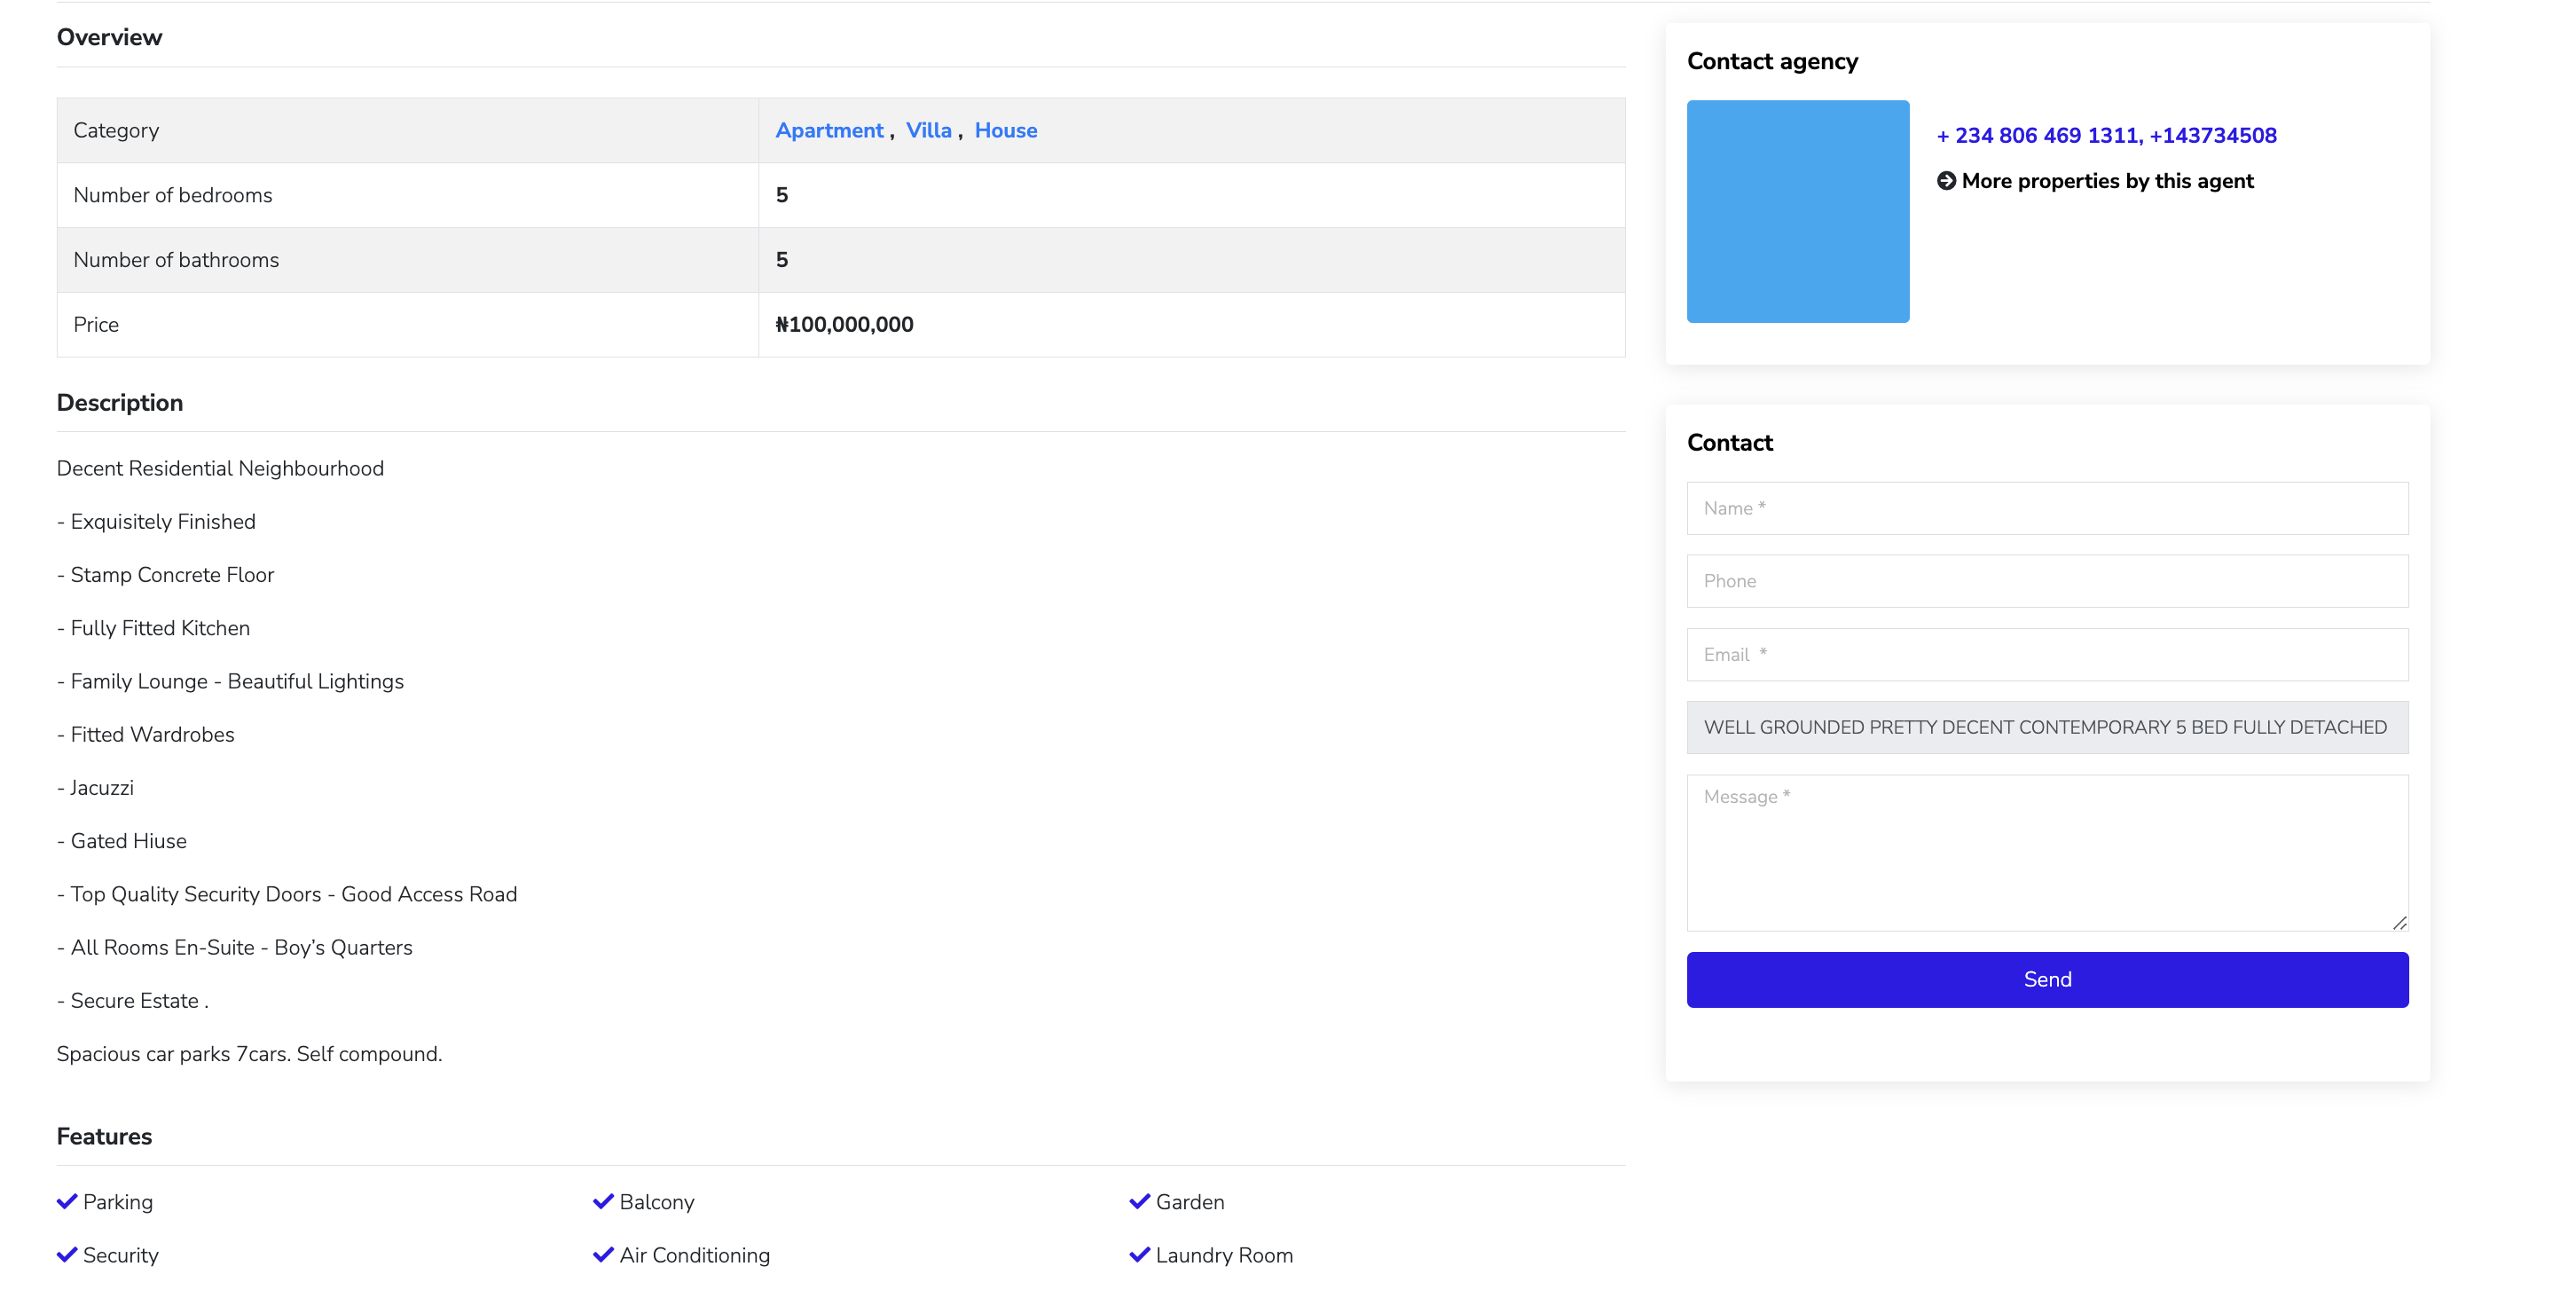 Overview
Category
Apartment , Villa , House
Number of bedrooms
5
Number of bathrooms
5
Price
₦100,000,000
Description
Decent Residential Neighbourhood
- Exquisitely Finished
- Stamp Concrete Floor
- Fully Fitted Kitchen
- Family Lounge - Beautiful Lightings
- Fitted Wardrobes
- Jacuzzi
- Gated Hiuse
- Top Quality Security Doors - Good Access Road
- All Rooms En-Suite - Boy’s Quarters
- Secure Estate .
Spacious car parks 7cars. Self compound.
Features
Parking
Balcony
Garden
Security
Air Conditioning
Laundry Room
Contact agency
+ 234 806 469 1311, +143734508
More properties by this agent
Contact
Name *
Phone
Email *
WELL GROUNDED PRETTY DECENT CONTEMPORARY 5 BED FULLY DETACHED
Message *
Send